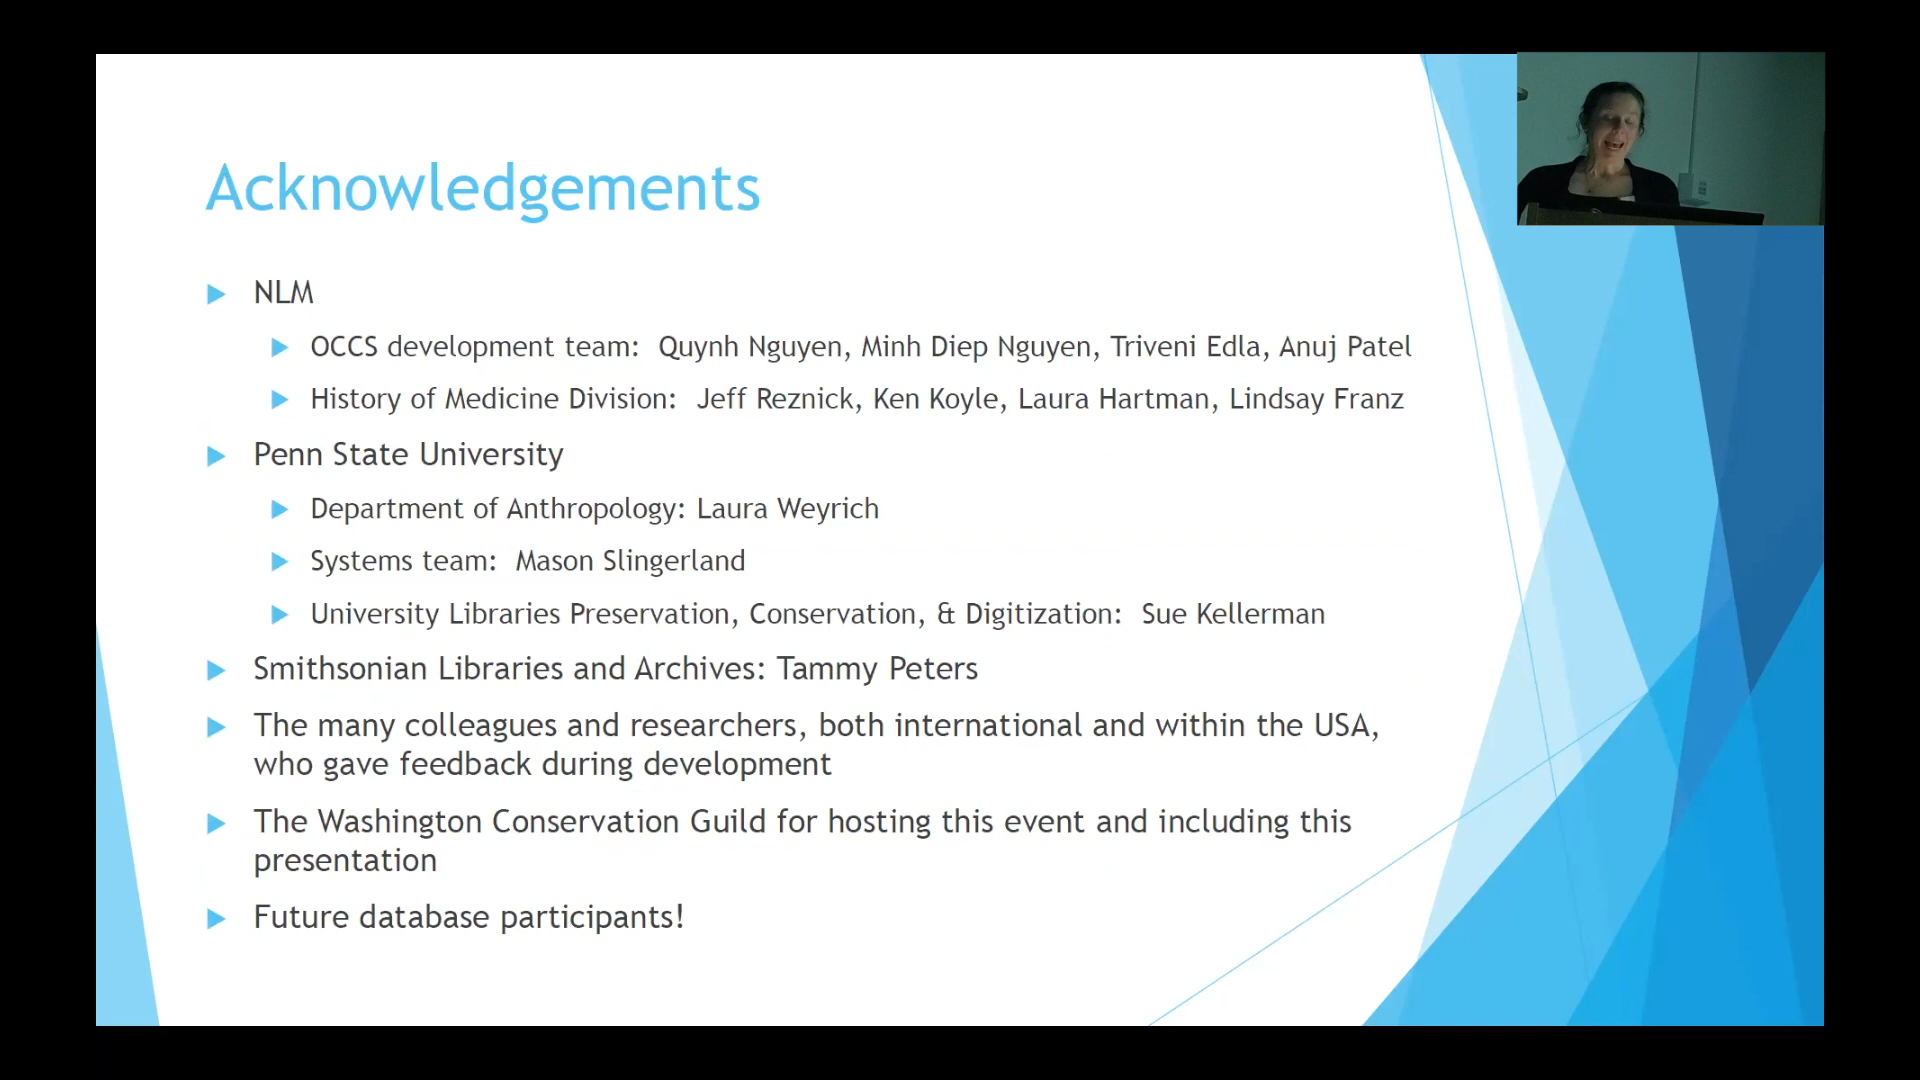 Acknowledgements
NLM
OCCS development team: Quynh Nguyen, Minh Diep Nguyen, Triveni Edla, Anuj Patel
History of Medicine Division: Jeff Reznick, Ken Koyle, Laura Hartman, Lindsay Franz
Penn State University
Department of Anthropology: Laura Weyrich
Systems team: Mason Slingerland
University Libraries Preservation, Conservation, & Digitization: Sue Kellerman
Smithsonian Libraries and Archives: Tammy Peters
The many colleagues and researchers, both international and within the USA,
who gave feedback during development
The Washington Conservation Guild for hosting this event and including this
presentation
Future database participants!